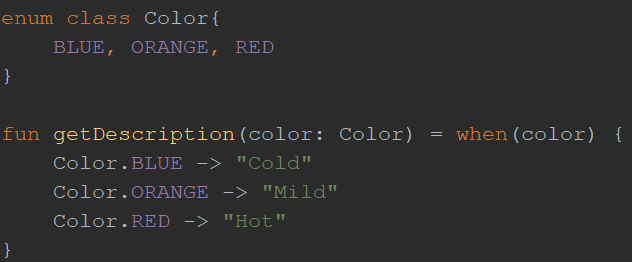 enum class Color{
    BLUE, ORANGE, RED
}

fun getDescription(color: Color) = when(color) {
    Color.BLUE -> "Cold"
    Color.ORANGE -> "Mild"
    Color.RED -> "Hot"
}